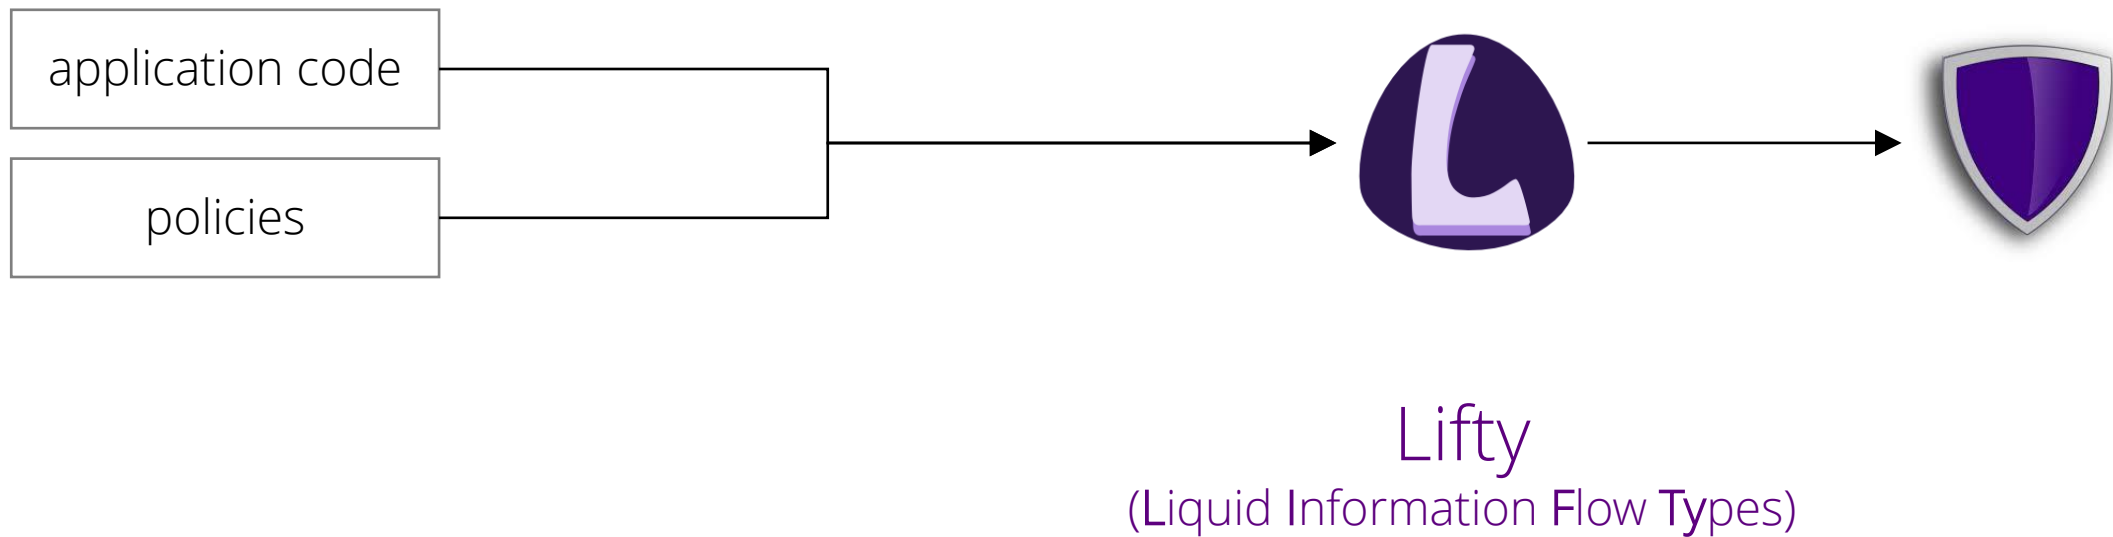 application code
policies
L
Lifty
(Liquid Information Flow Types)